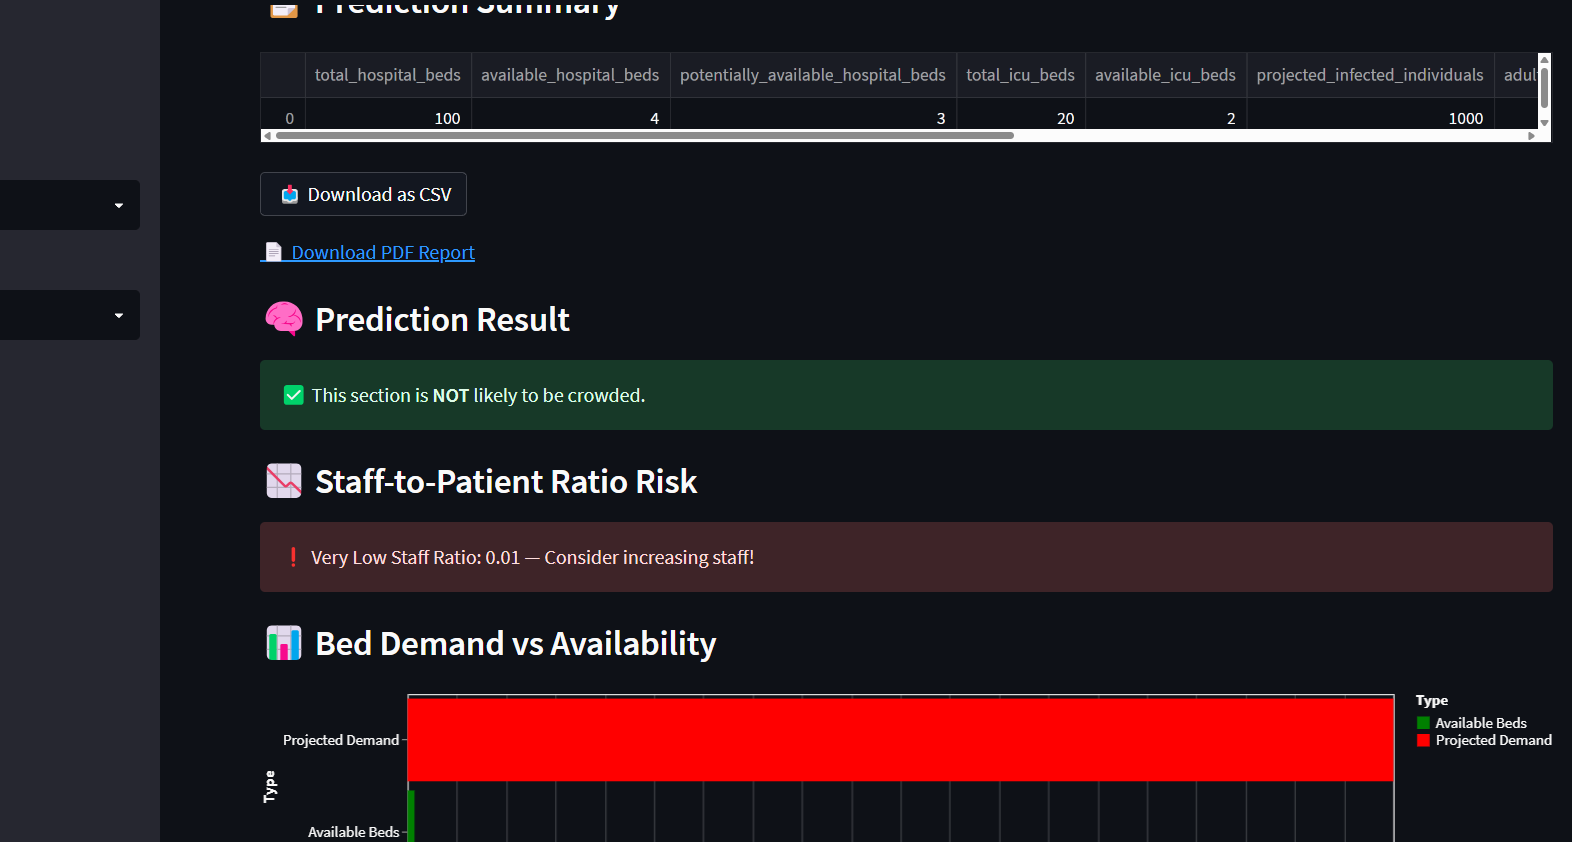 Prediction Summary
total_hospital_beds available_hospital_beds potentially_available_hospital_beds total_icu_beds available_icu_beds projected_infected_individuals adul
0 100 4 3 20 2 1000
Download as CSV
Download PDF Report
Prediction Result
This section is NOT likely to be crowded.
Staff-to-Patient Ratio Risk
Very Low Staff Ratio: 0.01 — Consider increasing staff!
Bed Demand vs Availability
Type
Available Beds
Projected Demand
Projected Demand
Type
Available Beds